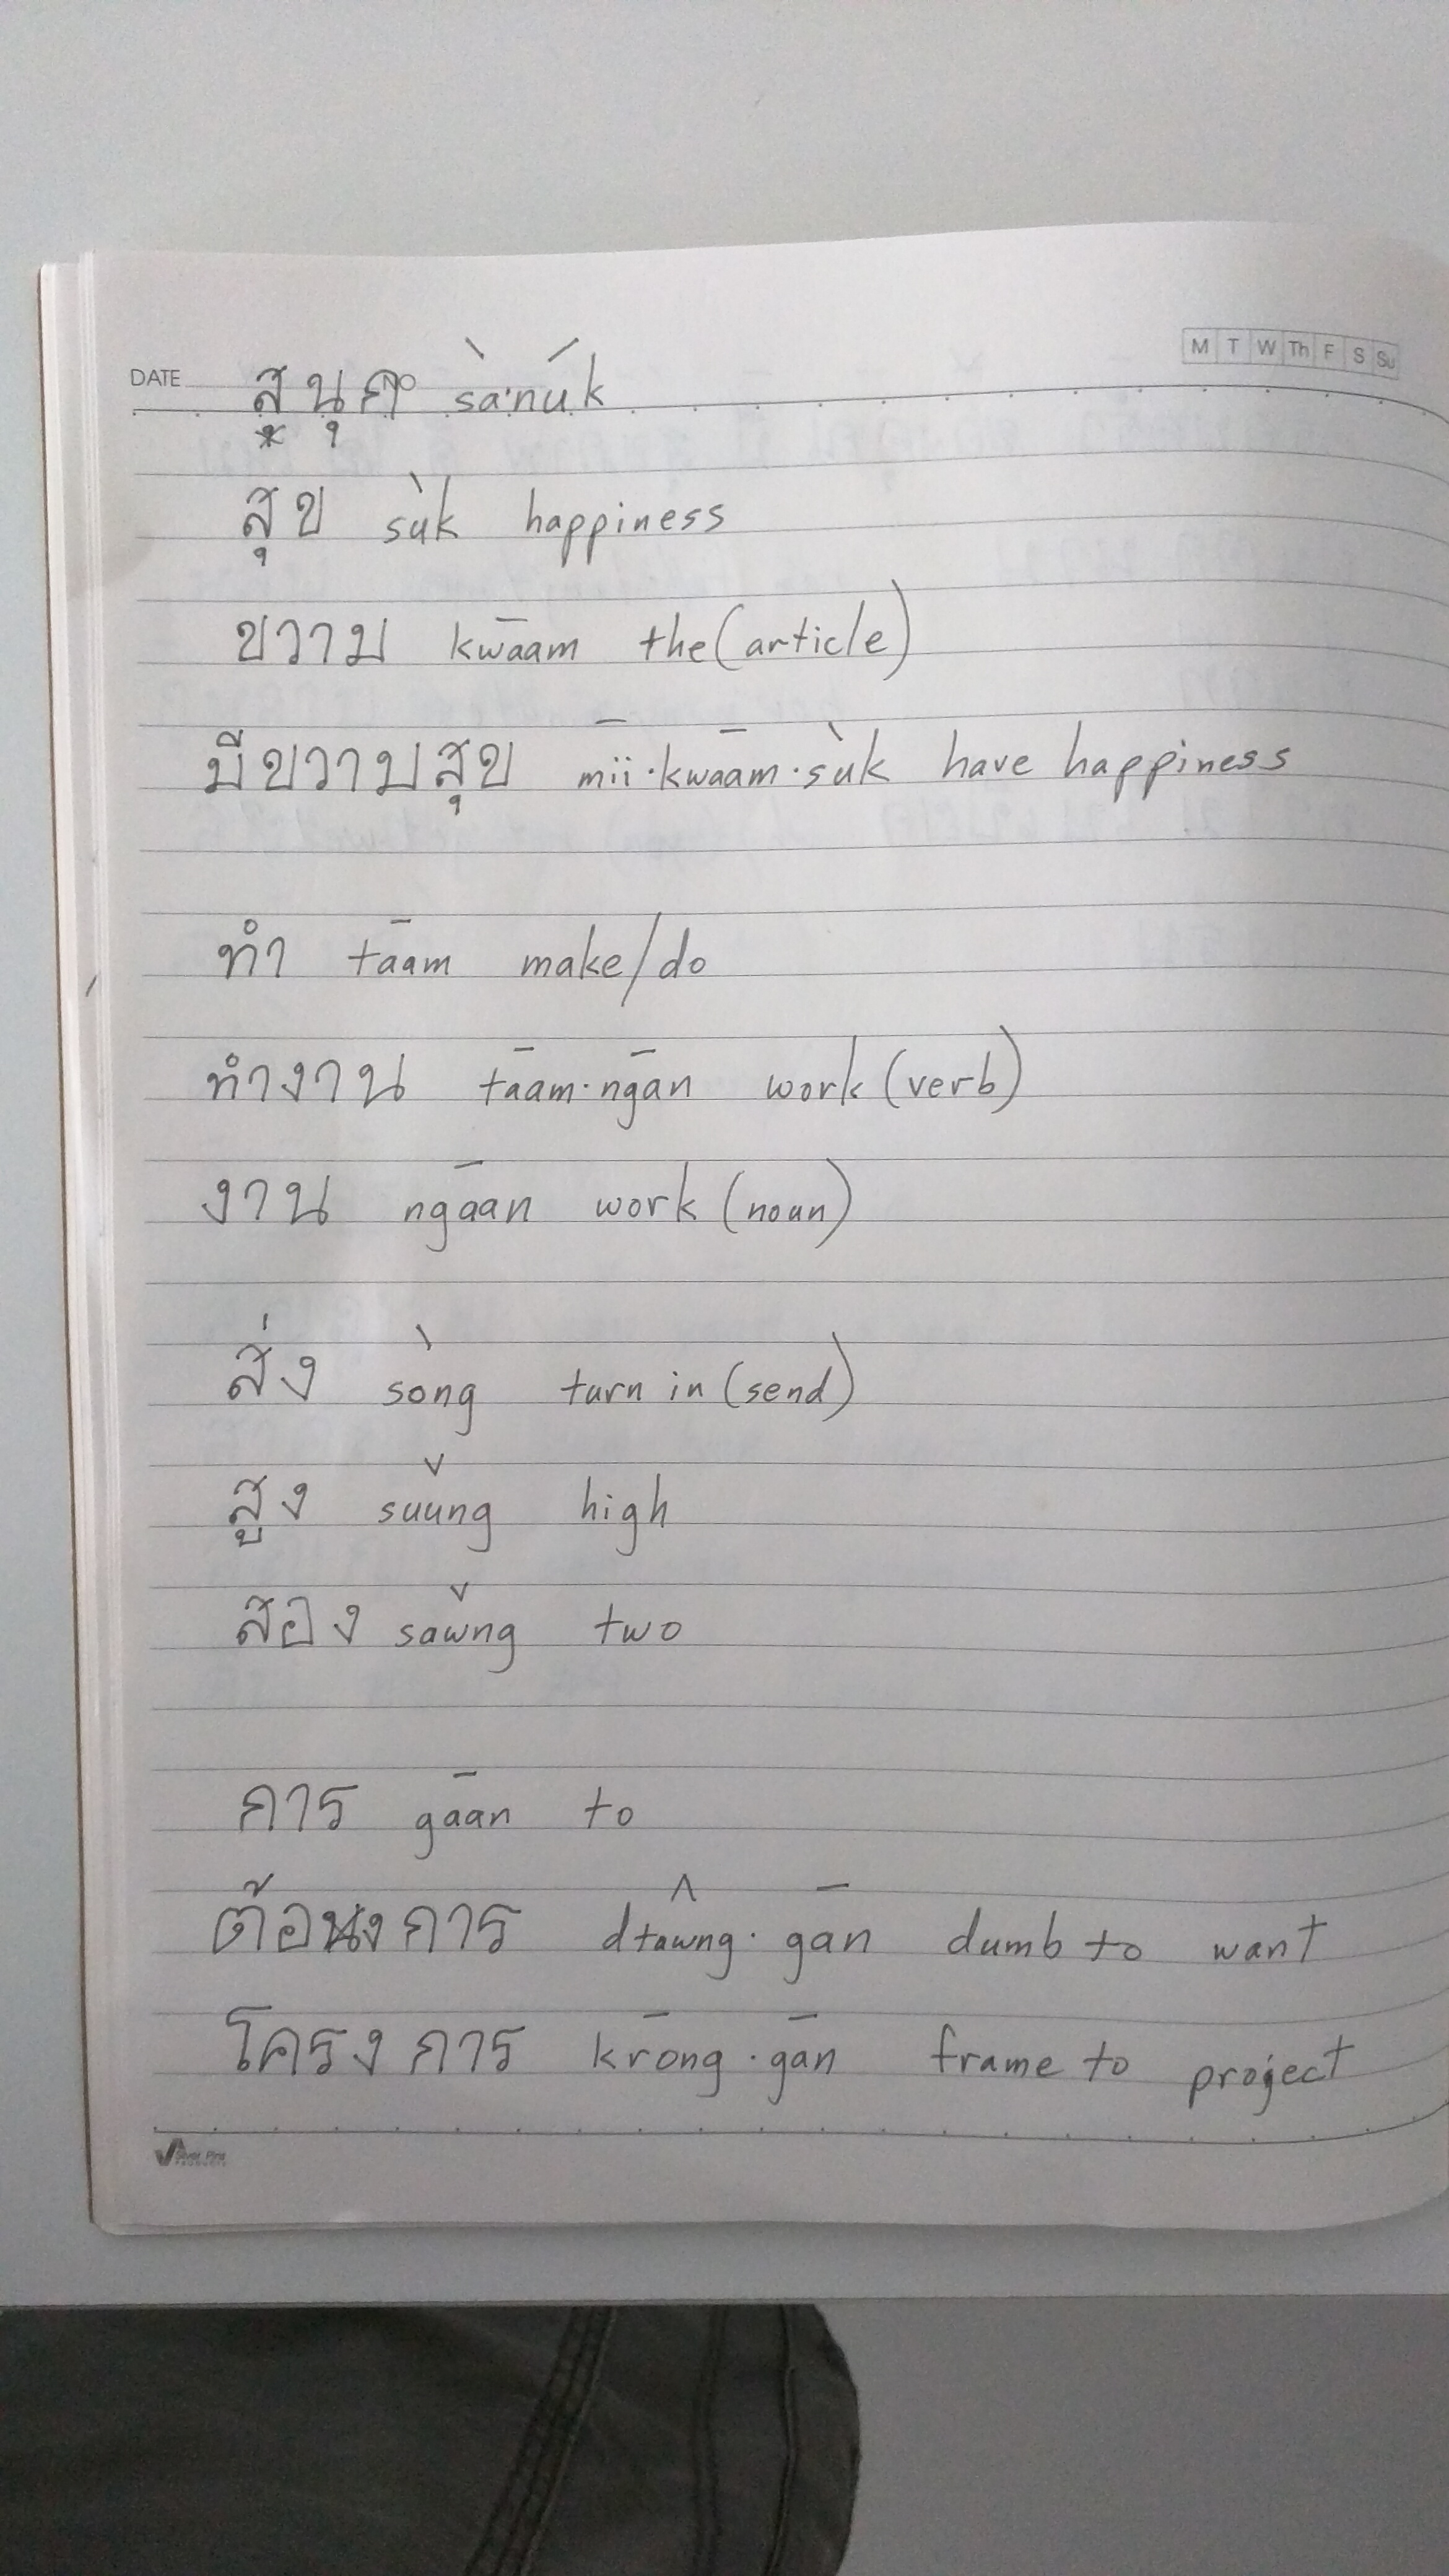 M T W Th F S Su
DATE สุนุก sà·núk
สุข sùk happiness
ขวาม kwāam the (article)
มีขวามสุข mīi·kwāam·sùk have happiness
ทำ tāam make/do
ทำงาน tāam·ngān work (verb)
งาน ngāan work (noun)
ส่ง sòng turn in (send)
สูง sǔung high
สอง sǎwng two
การ gāan to
ต้องการ dtâwng·gān dumb to want
โครงการ krōng·gān frame to project